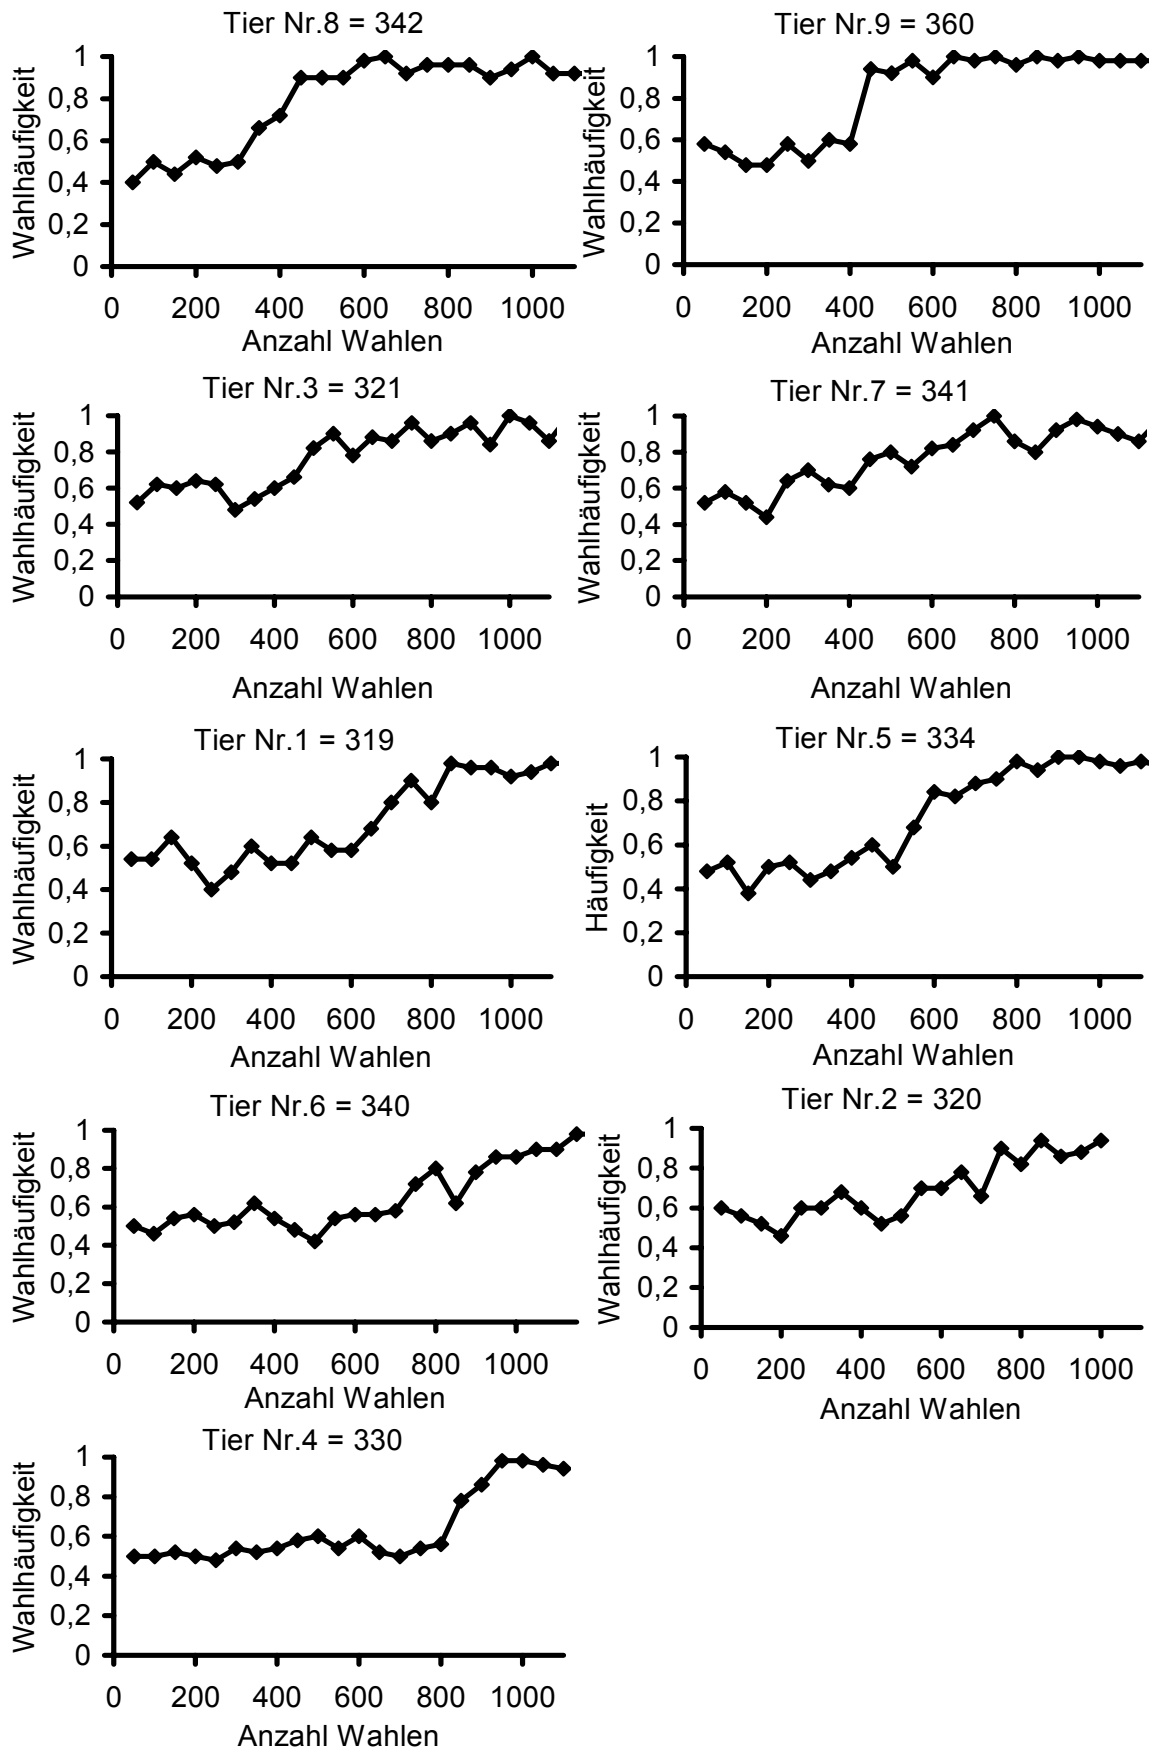 Tier Nr.8 = 342
Wahlhäufigkeit
1
0,8
0,6
0,4
0,2
0
0 200 400 600 800 1000
Anzahl Wahlen
Tier Nr.9 = 360
Wahlhäufigkeit
1
0,8
0,6
0,4
0,2
0
0 200 400 600 800 1000
Anzahl Wahlen
Tier Nr.3 = 321
Wahlhäufigkeit
1
0,8
0,6
0,4
0,2
0
0 200 400 600 800 1000
Anzahl Wahlen
Tier Nr.7 = 341
Wahlhäufigkeit
1
0,8
0,6
0,4
0,2
0
0 200 400 600 800 1000
Anzahl Wahlen
Tier Nr.1 = 319
Wahlhäufigkeit
1
0,8
0,6
0,4
0,2
0
0 200 400 600 800 1000
Anzahl Wahlen
Tier Nr.5 = 334
Häufigkeit
1
0,8
0,6
0,4
0,2
0
0 200 400 600 800 1000
Anzahl Wahlen
Tier Nr.6 = 340
Wahlhäufigkeit
1
0,8
0,6
0,4
0,2
0
0 200 400 600 800 1000
Anzahl Wahlen
Tier Nr.2 = 320
Wahlhäufigkeit
1
0,8
0,6
0,4
0,2
0
0 200 400 600 800 1000
Anzahl Wahlen
Tier Nr.4 = 330
Wahlhäufigkeit
1
0,8
0,6
0,4
0,2
0
0 200 400 600 800 1000
Anzahl Wahlen